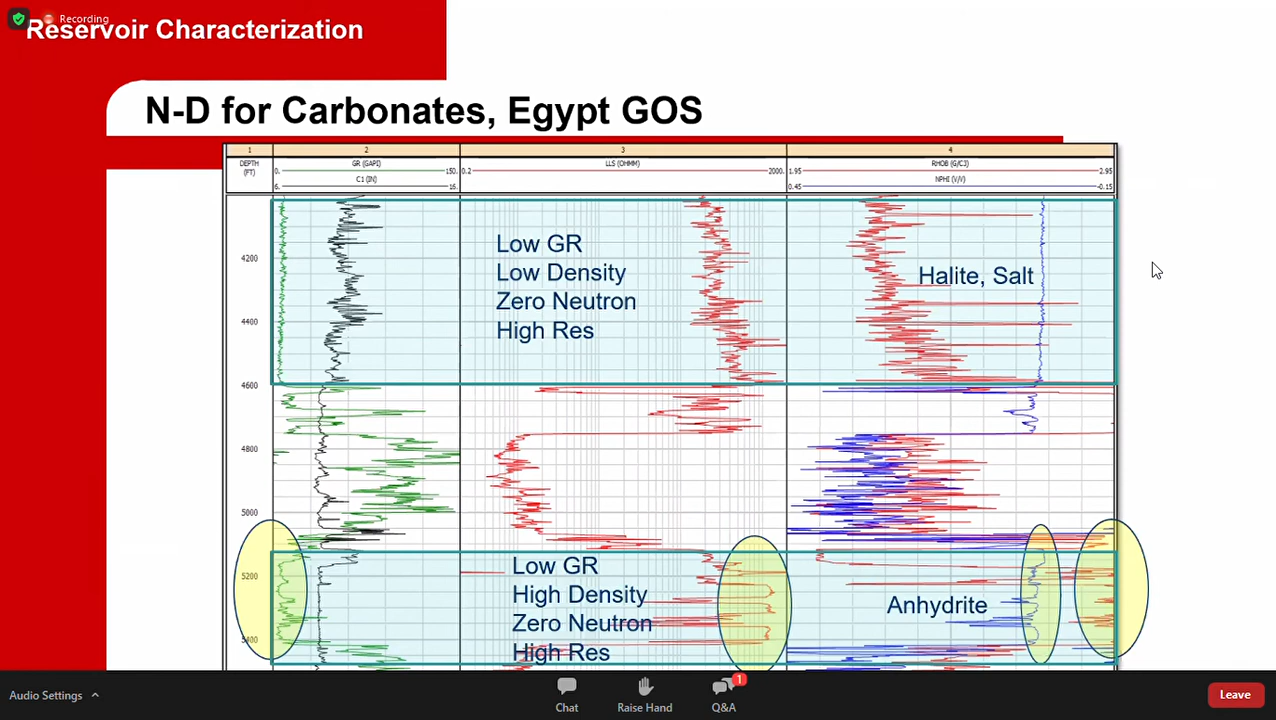 Recording
Reservoir Characterization
N-D for Carbonates, Egypt GOS
1 2 3 4
DEPTH (FT)
GR (GAPI)
0. 150.
C1 (IN)
6. 16.
LLS (OHMM)
0.2 2000.
RHOB (G/C3)
1.95 2.95
NPHI (V/V)
0.45 -0.15
Low GR
Low Density
Zero Neutron
High Res
Halite, Salt
4200
4400
4600
4800
5000
5200
5400
Low GR
High Density
Zero Neutron
High Res
Anhydrite
Audio Settings
Chat
Raise Hand
1
Q&A
Leave